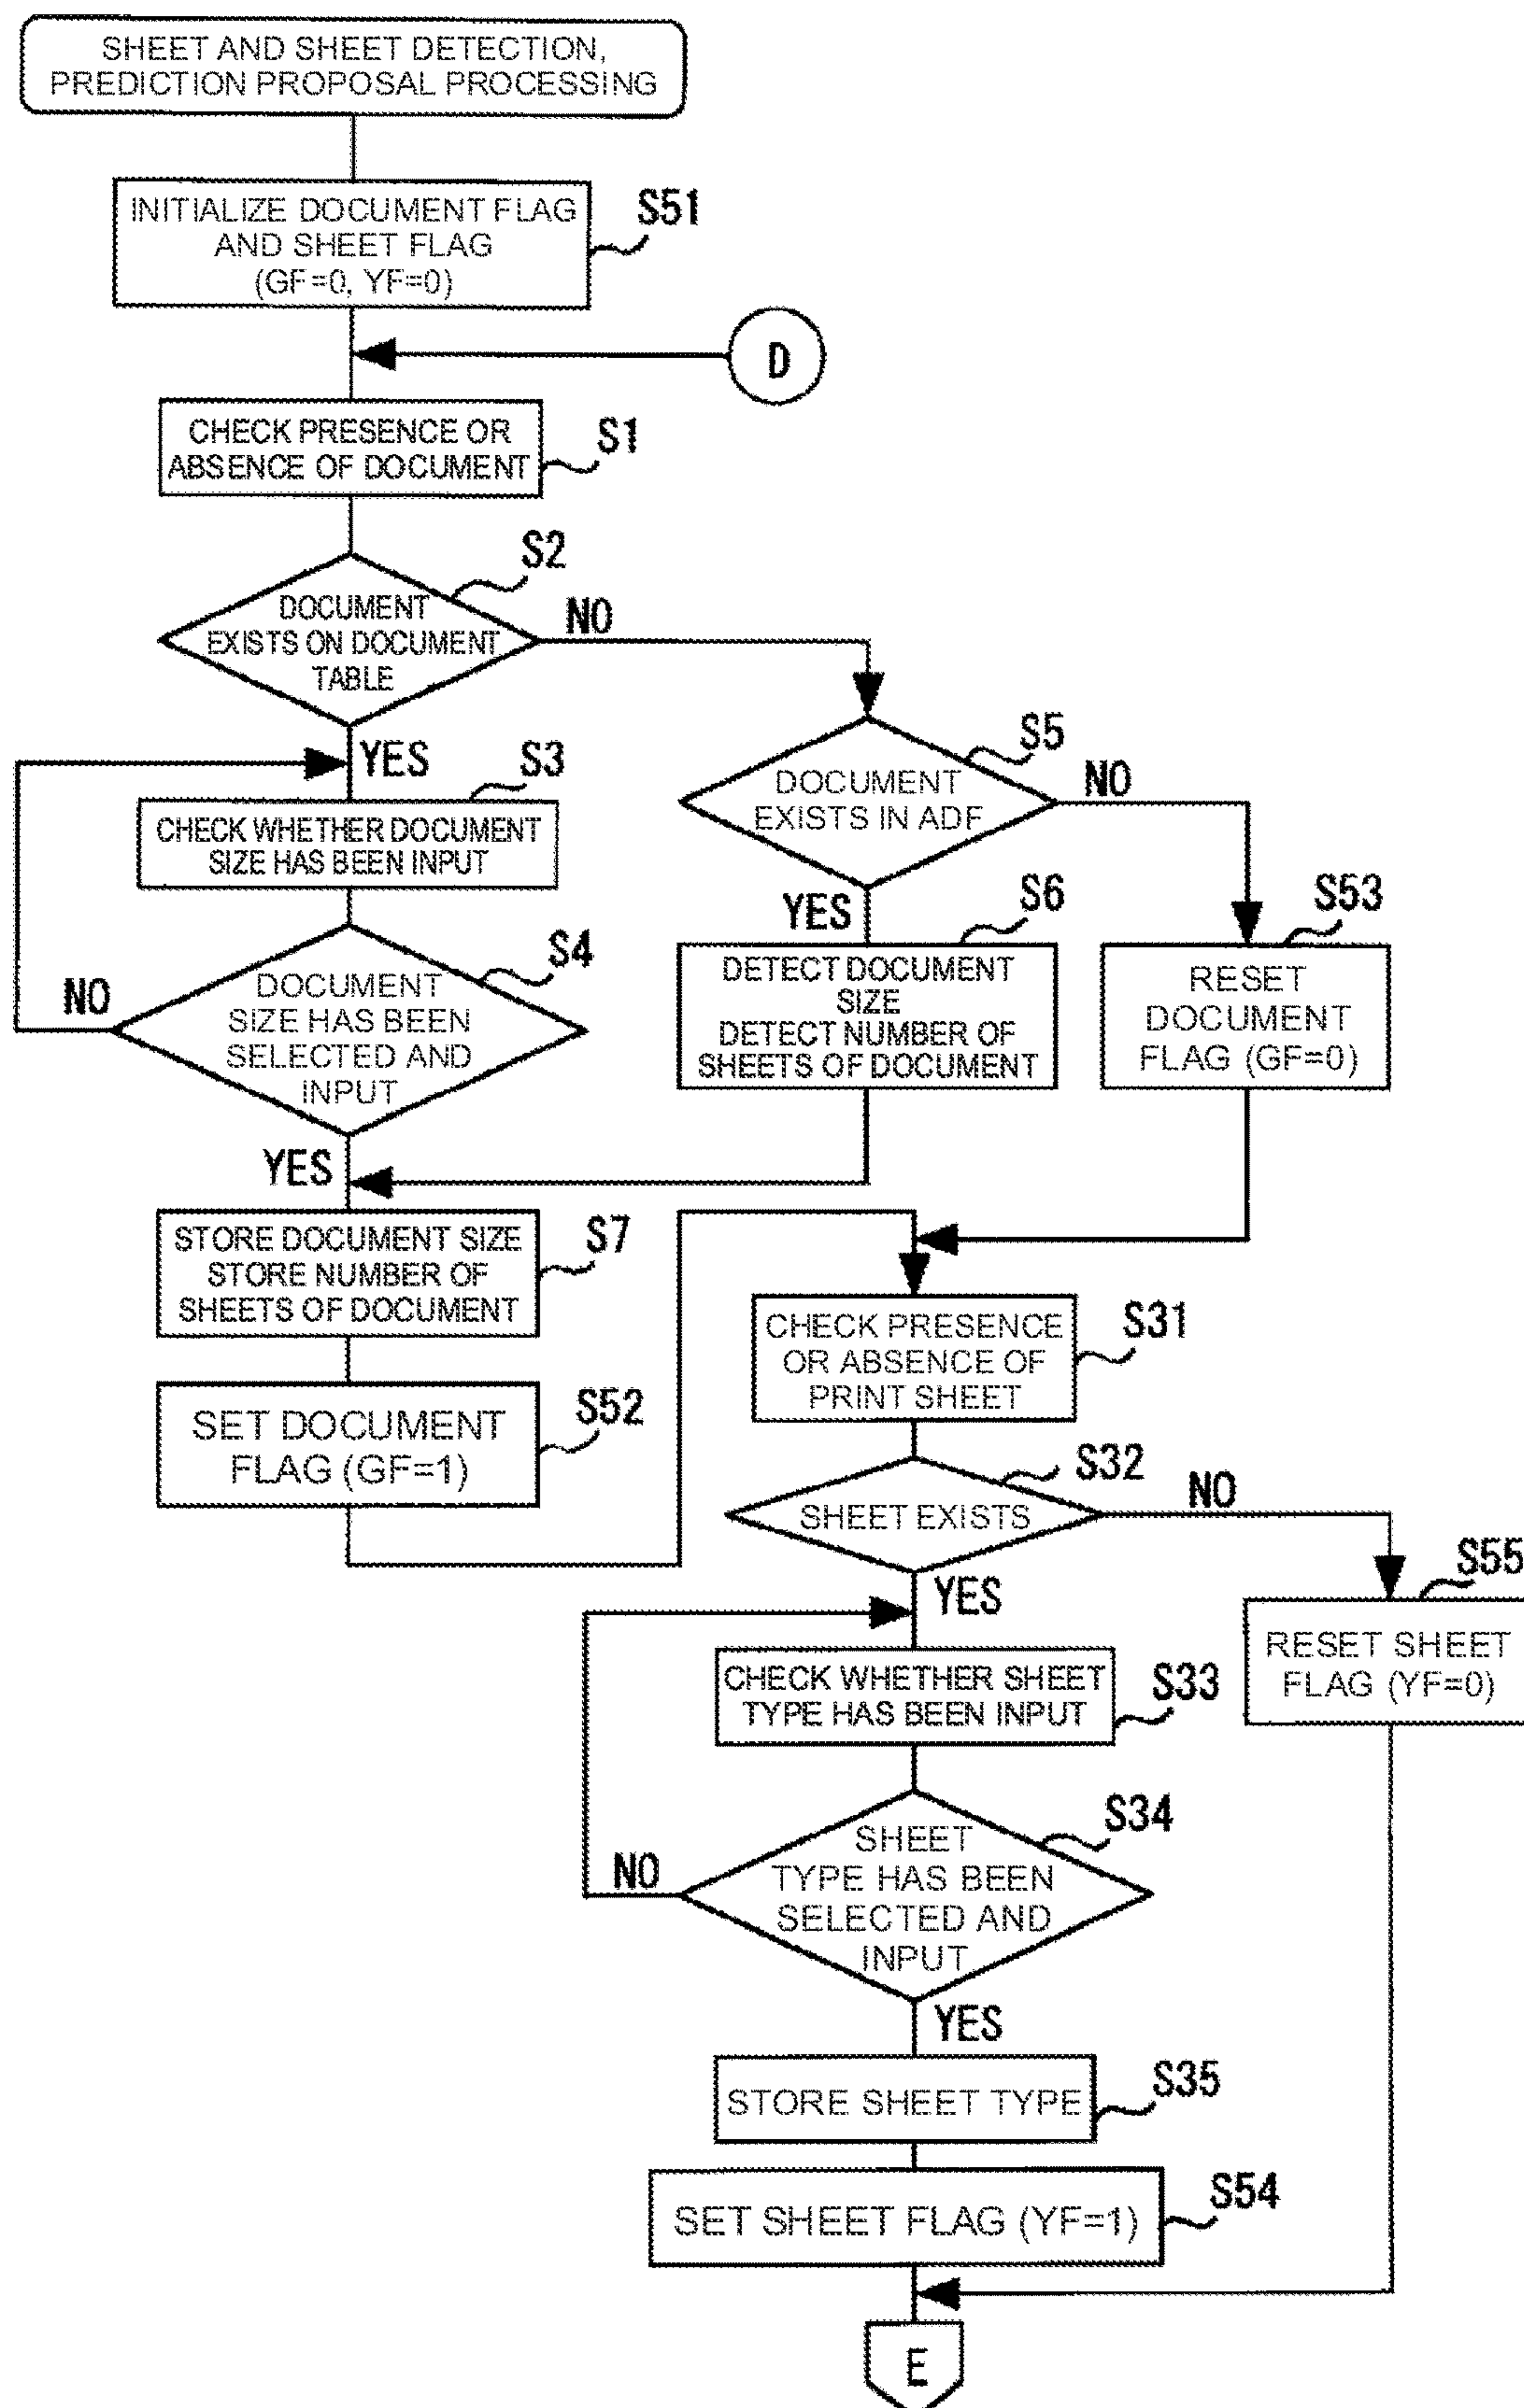 SHEET AND SHEET DETECTION,
PREDICTION PROPOSAL PROCESSING
INITIALIZE DOCUMENT FLAG
AND SHEET FLAG
(GF=0, YF=0)
S51
D
CHECK PRESENCE OR
ABSENCE OF DOCUMENT
S1
S2
DOCUMENT
EXISTS ON DOCUMENT
TABLE
NO
YES
S3
CHECK WHETHER DOCUMENT
SIZE HAS BEEN INPUT
S4
DOCUMENT
SIZE HAS BEEN
SELECTED AND
INPUT
NO
YES
S5
DOCUMENT
EXISTS IN ADF
NO
YES
S6
DETECT DOCUMENT
SIZE
DETECT NUMBER OF
SHEETS OF DOCUMENT
S53
RESET
DOCUMENT
FLAG (GF=0)
STORE DOCUMENT SIZE
STORE NUMBER OF
SHEETS OF DOCUMENT
S7
SET DOCUMENT
FLAG (GF=1)
S52
CHECK PRESENCE
OR ABSENCE OF
PRINT SHEET
S31
S32
SHEET EXISTS
NO
YES
S55
RESET SHEET
FLAG (YF=0)
CHECK WHETHER SHEET
TYPE HAS BEEN INPUT
S33
S34
SHEET
TYPE HAS BEEN
SELECTED AND
INPUT
NO
YES
STORE SHEET TYPE
S35
SET SHEET FLAG (YF=1)
S54
E